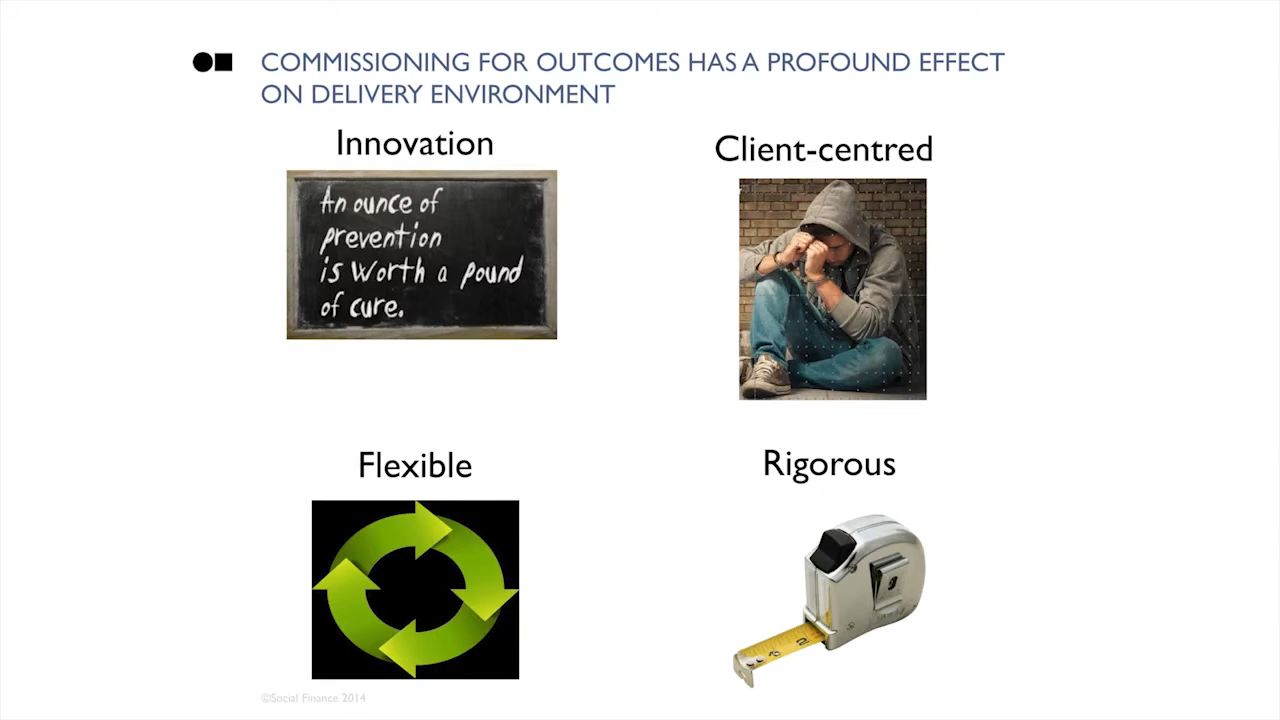 COMMISSIONING FOR OUTCOMES HAS A PROFOUND EFFECT
ON DELIVERY ENVIRONMENT
Innovation
Client-centred
An ounce of
prevention
is worth a pound
of cure.
Flexible
Rigorous
©Social Finance 2014